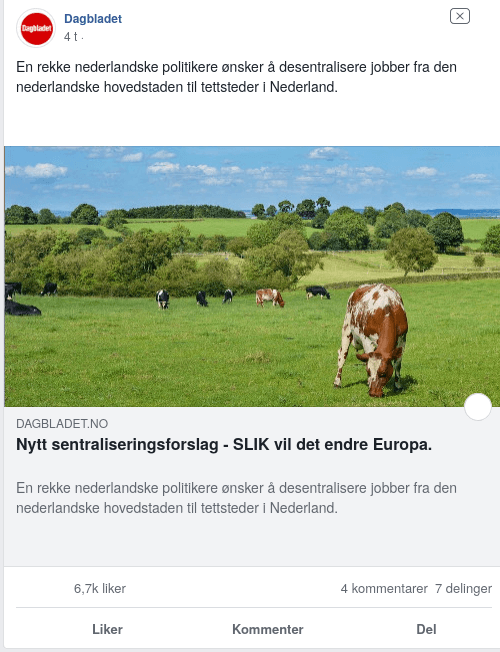 Dagbladet
Dagbladet
4 t ·
En rekke nederlandske politikere ønsker å desentralisere jobber fra den
nederlandske hovedstaden til tettsteder i Nederland.
DAGBLADET.NO
Nytt sentraliseringsforslag - SLIK vil det endre Europa.
En rekke nederlandske politikere ønsker å desentralisere jobber fra den
nederlandske hovedstaden til tettsteder i Nederland.
6,7k liker 4 kommentarer 7 delinger
Liker Kommenter Del